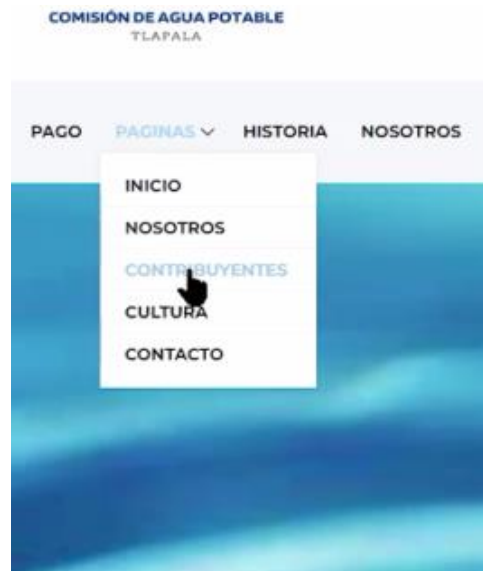 COMISIÓN DE AGUA POTABLE
TLAPALA
PAGO PAGINAS HISTORIA NOSOTROS
INICIO
NOSOTROS
CONTRIBUYENTES
CULTURA
CONTACTO